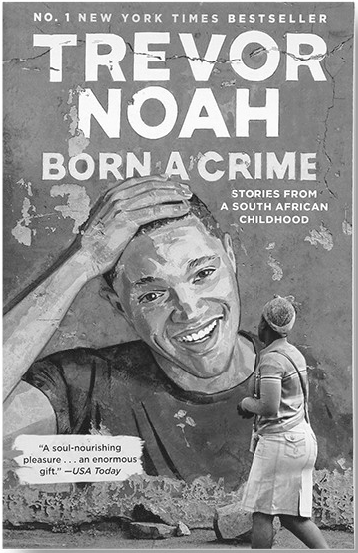 NO. 1 NEW YORK TIMES BESTSELLER
TREVOR
NOAH
BORN A CRIME
STORIES FROM
A SOUTH AFRICAN
CHILDHOOD
“A soul-nourishing
pleasure . . . an enormous
gift.” —USA Today